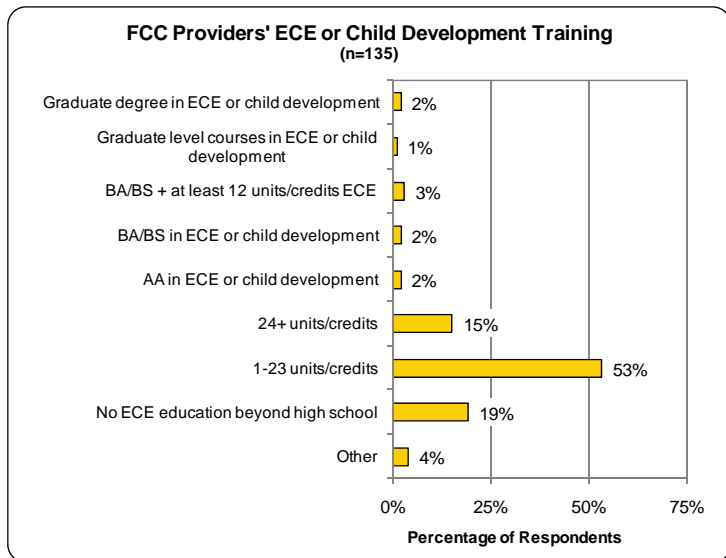 FCC Providers' ECE or Child Development Training
(n=135)
Graduate degree in ECE or child development
2%
Graduate level courses in ECE or child
development
1%
BA/BS + at least 12 units/credits ECE
3%
BA/BS in ECE or child development
2%
AA in ECE or child development
2%
24+ units/credits
15%
1-23 units/credits
53%
No ECE education beyond high school
19%
Other
4%
0% 25% 50% 75%
Percentage of Respondents